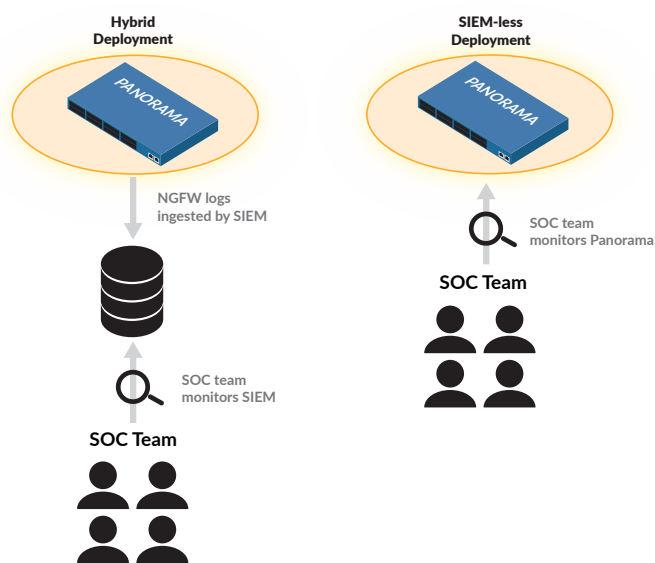 Hybrid
Deployment
PANORAMA
NGFW logs
ingested by SIEM
SOC team
monitors SIEM
SOC Team
SIEM-less
Deployment
PANORAMA
SOC team
monitors Panorama
SOC Team